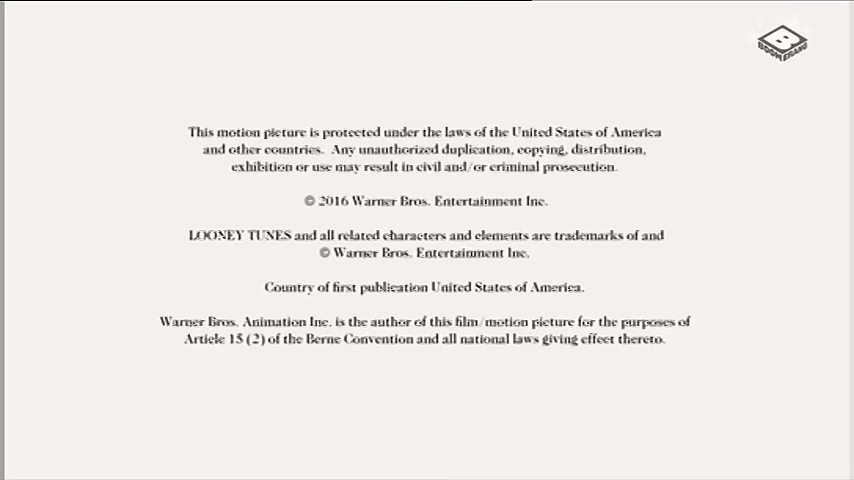 BOOMERANG
This motion picture is protected under the laws of the United States of America
and other countries. Any unauthorized duplication, copying, distribution,
exhibition or use may result in civil and/or criminal prosecution.
© 2016 Warner Bros. Entertainment Inc.
LOONEY TUNES and all related characters and elements are trademarks of and
© Warner Bros. Entertainment Inc.
Country of first publication United States of America.
Warner Bros. Animation Inc. is the author of this film/motion picture for the purposes of
Article 15 (2) of the Berne Convention and all national laws giving effect thereto.